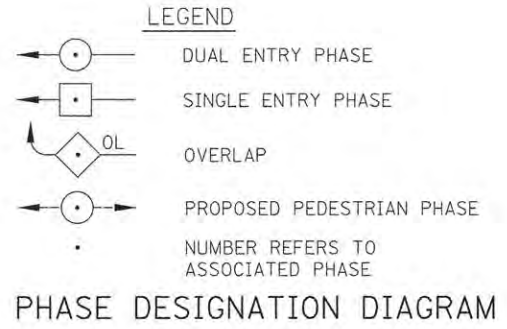 LEGEND
DUAL ENTRY PHASE
SINGLE ENTRY PHASE
OL
OVERLAP
PROPOSED PEDESTRIAN PHASE
NUMBER REFERS TO
ASSOCIATED PHASE
PHASE DESIGNATION DIAGRAM